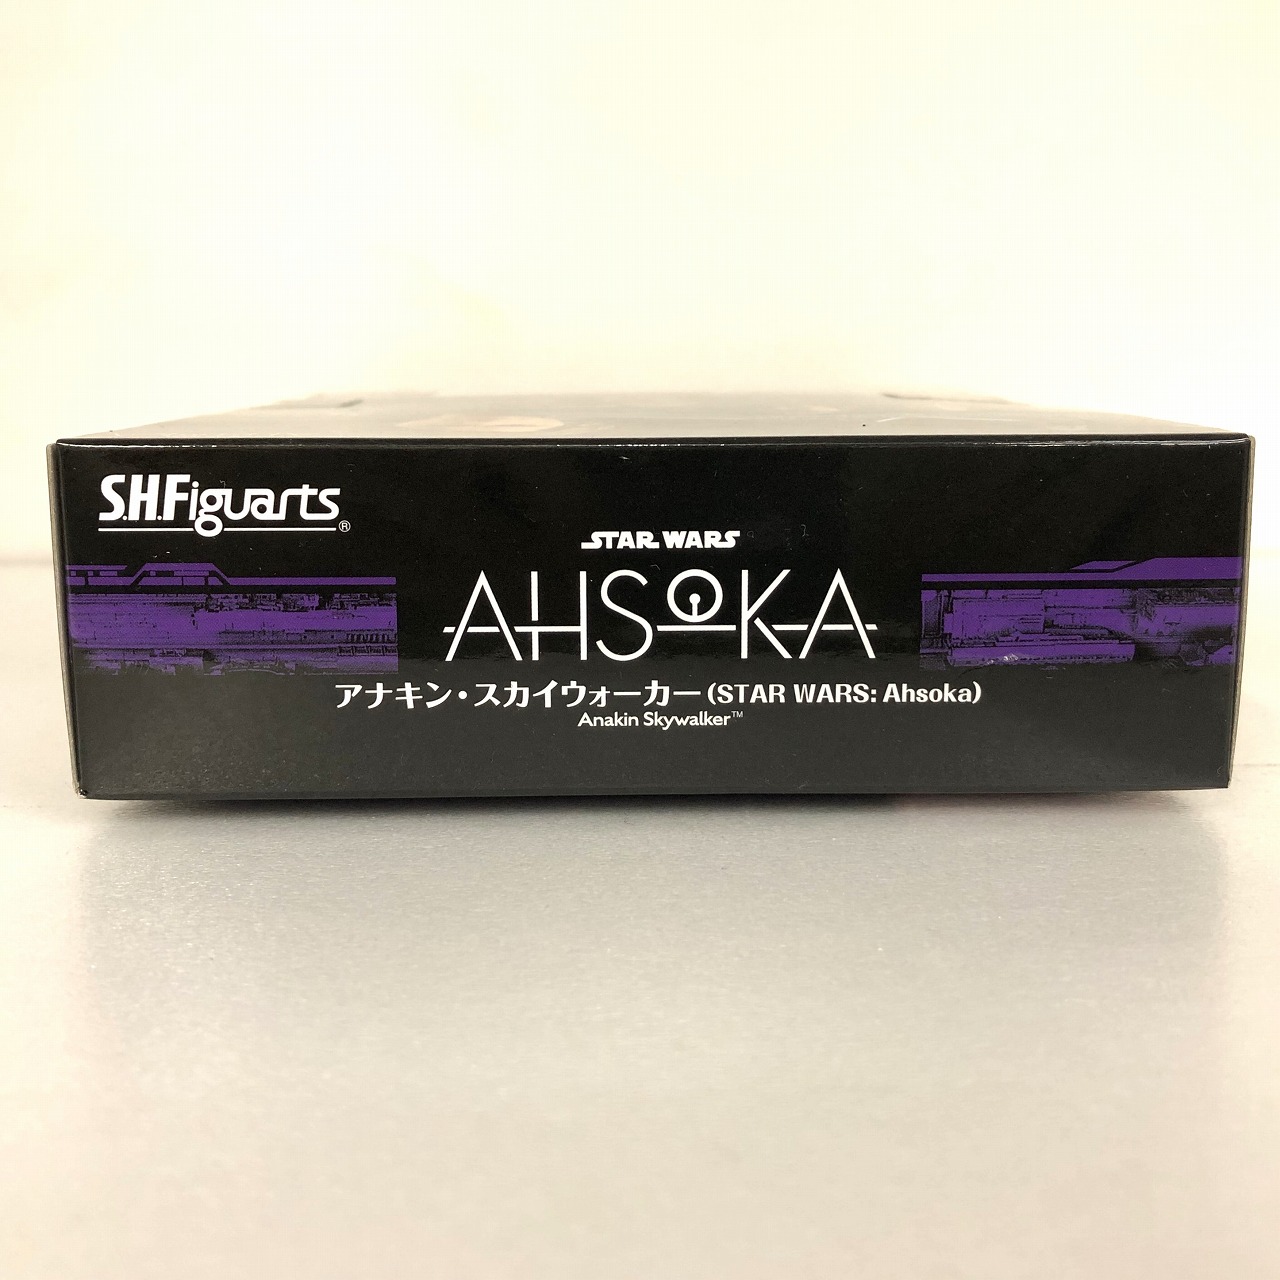 S.H.Figuarts®
STAR WARS
AHSOKA
アナキン・スカイウォーカー(STAR WARS: Ahsoka)
Anakin Skywalker™